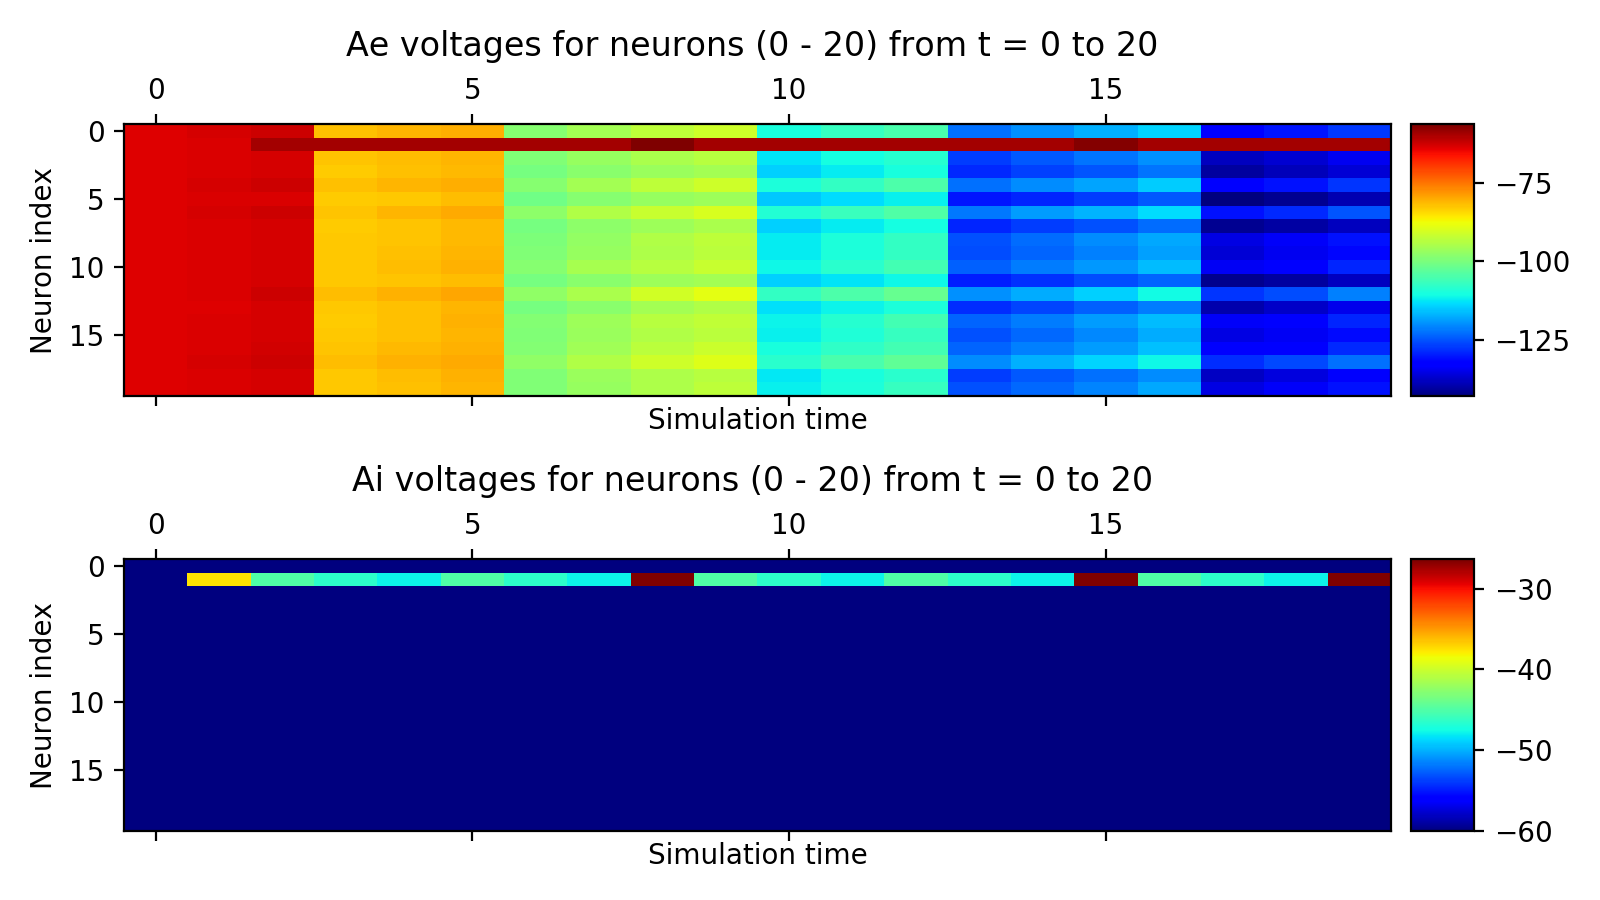 Ae voltages for neurons (0 - 20) from t = 0 to 20
0 5 10 15
0
5
10
15
Neuron index
Simulation time
−75
−100
−125
Ai voltages for neurons (0 - 20) from t = 0 to 20
0 5 10 15
0
5
10
15
Neuron index
Simulation time
−30
−40
−50
−60